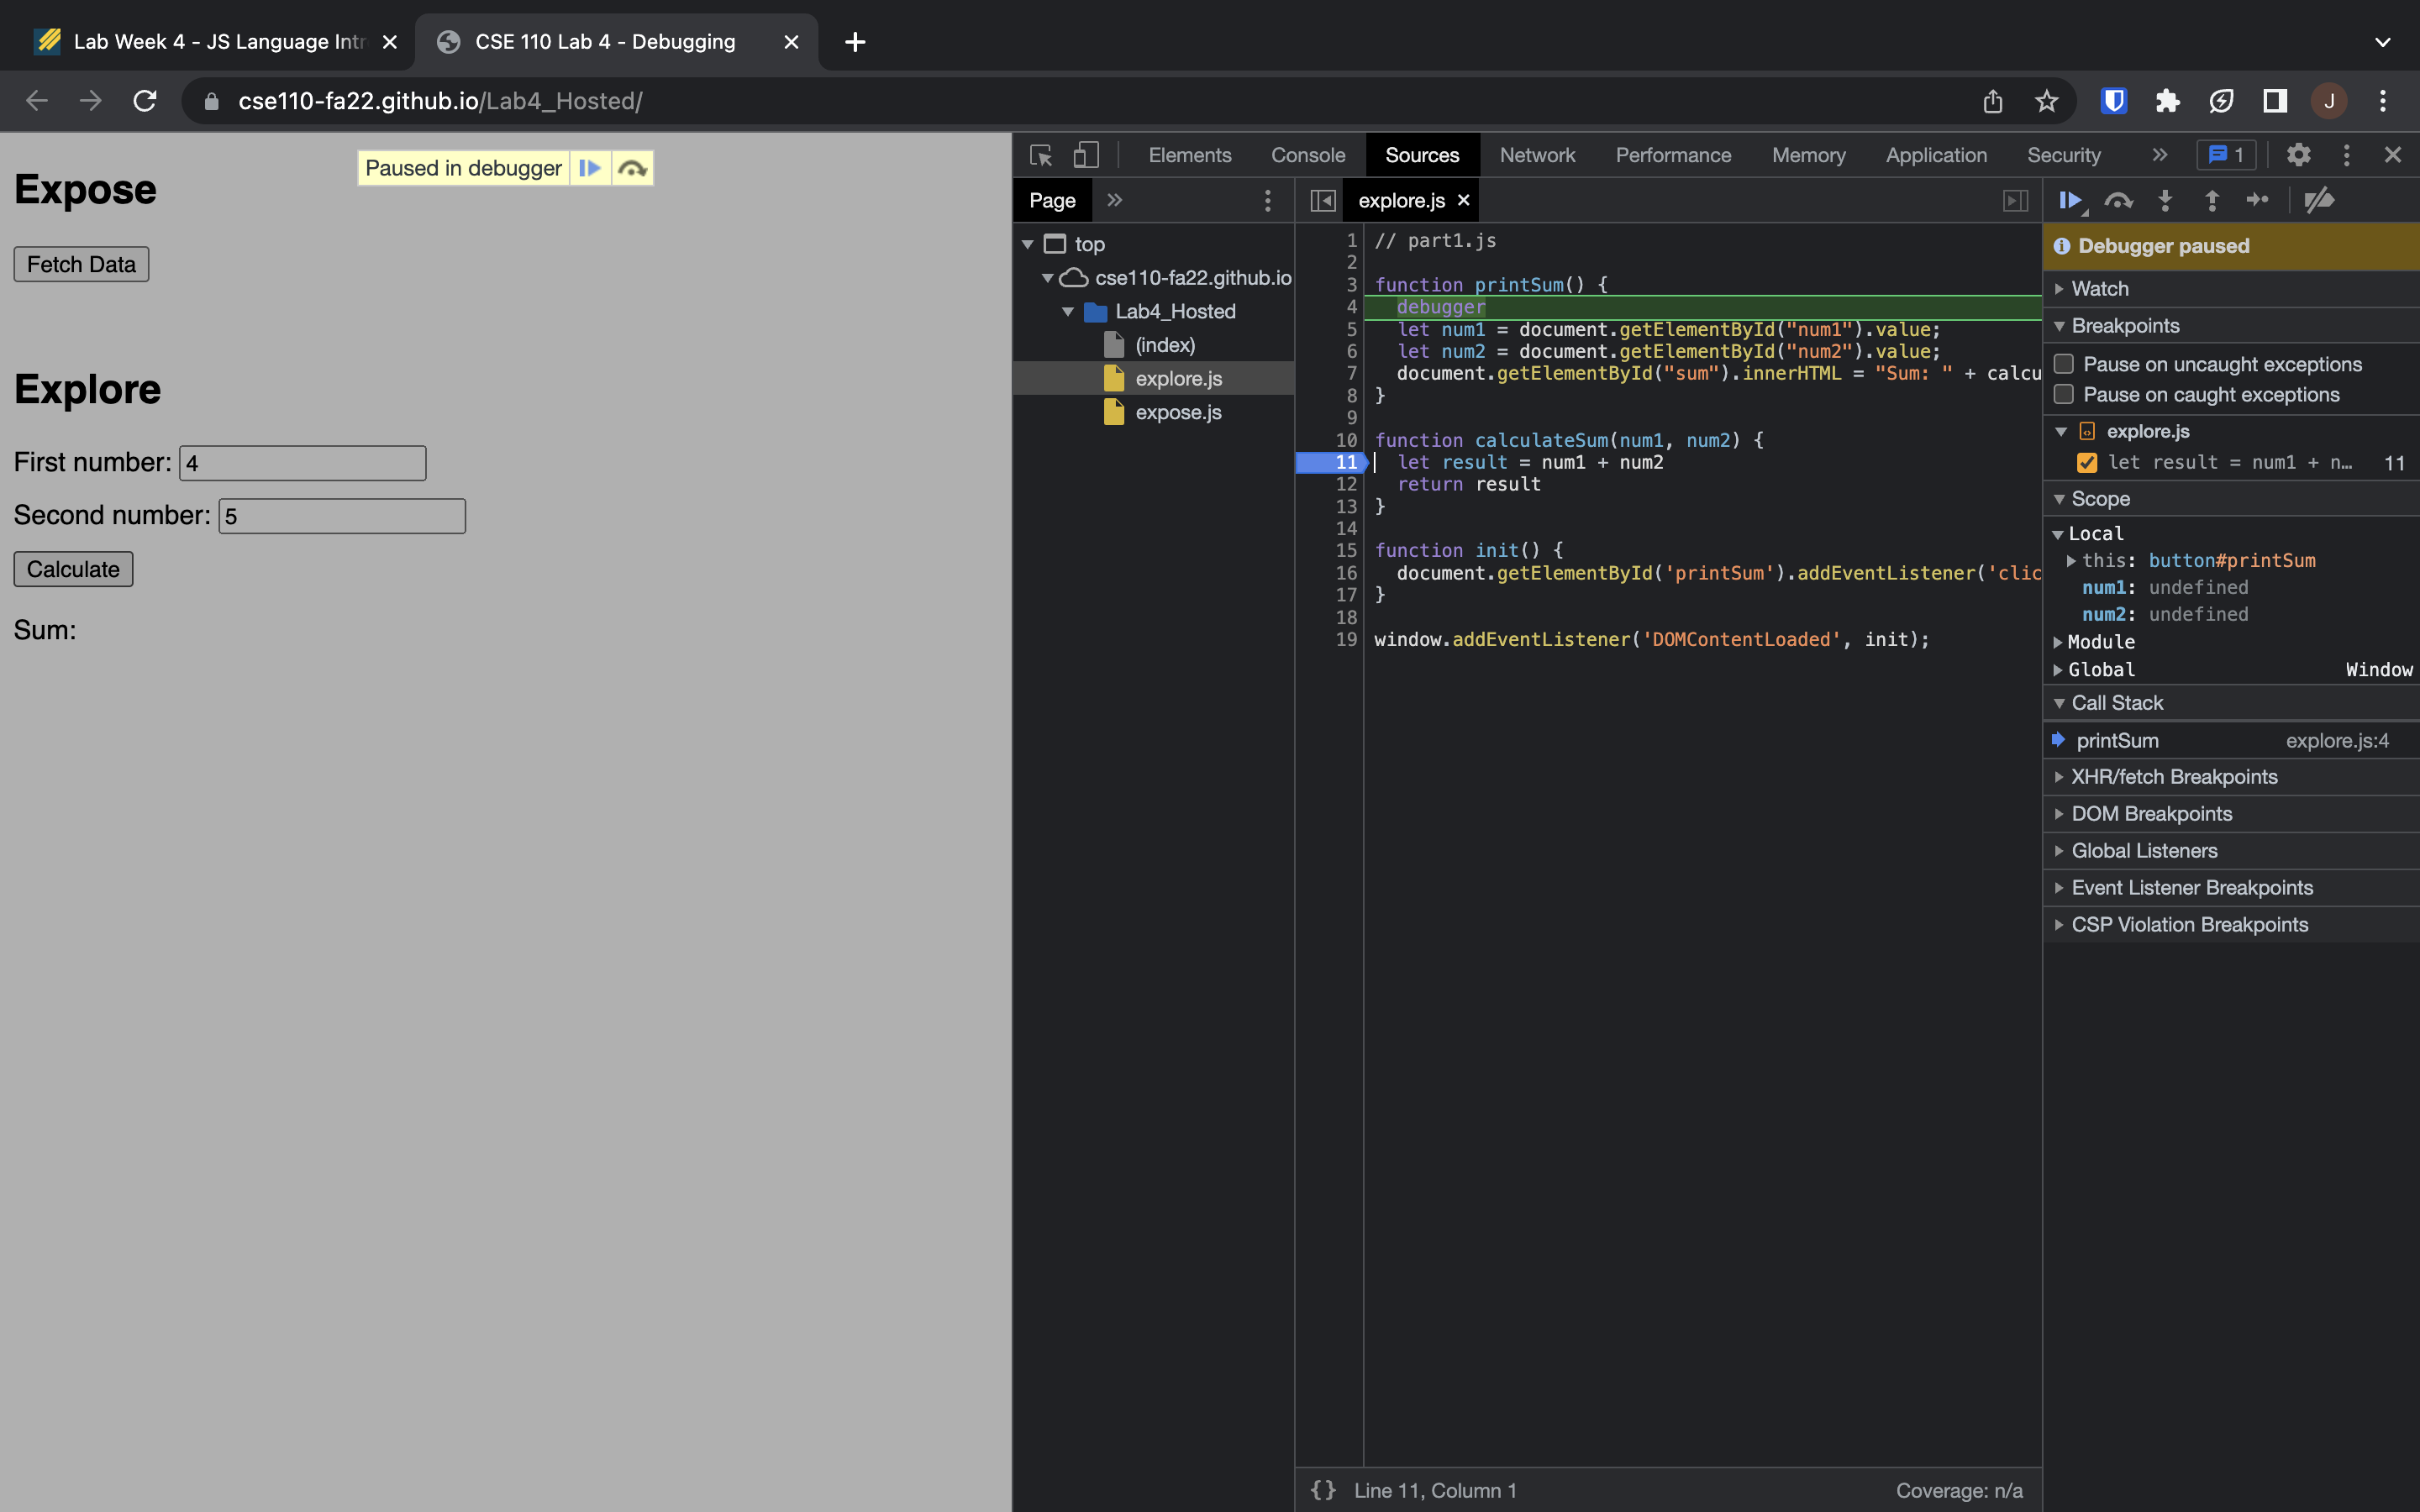 Lab Week 4 - JS Language Intr
CSE 110 Lab 4 - Debugging
cse110-fa22.github.io/Lab4_Hosted/
J
Paused in debugger
Expose
Fetch Data
Explore
First number: 4
Second number: 5
Calculate
Sum:
Elements Console Sources Network Performance Memory Application Security 1
Page
top
cse110-fa22.github.io
Lab4_Hosted
(index)
explore.js
expose.js
explore.js
1 // part1.js
2
3 function printSum() {
4 debugger
5 let num1 = document.getElementById("num1").value;
6 let num2 = document.getElementById("num2").value;
7 document.getElementById("sum").innerHTML = "Sum: " + calcu
8 }
9
10 function calculateSum(num1, num2) {
11 let result = num1 + num2
12 return result
13 }
14
15 function init() {
16 document.getElementById('printSum').addEventListener('clic
17 }
18
19 window.addEventListener('DOMContentLoaded', init);
{} Line 11, Column 1 Coverage: n/a
Debugger paused
Watch
Breakpoints
Pause on uncaught exceptions
Pause on caught exceptions
explore.js
let result = num1 + n… 11
Scope
Local
this: button#printSum
num1: undefined
num2: undefined
Module
Global Window
Call Stack
printSum explore.js:4
XHR/fetch Breakpoints
DOM Breakpoints
Global Listeners
Event Listener Breakpoints
CSP Violation Breakpoints